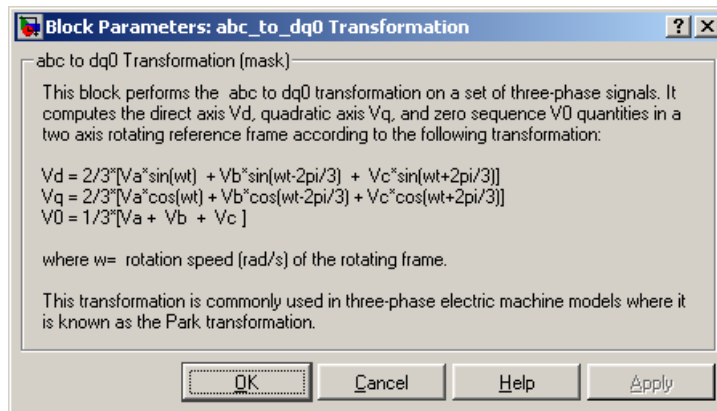 Block Parameters: abc_to_dq0 Transformation
abc to dq0 Transformation (mask)
This block performs the  abc to dq0 transformation on a set of three-phase signals. It
computes the direct axis Vd, quadratic axis Vq, and zero sequence V0 quantities in a
two axis rotating reference frame according to the following transformation:
Vd = 2/3*[Va*sin(wt)  + Vb*sin(wt-2pi/3)  +  Vc*sin(wt+2pi/3)]
Vq = 2/3*[Va*cos(wt) + Vb*cos(wt-2pi/3) + Vc*cos(wt+2pi/3)]
V0 = 1/3*[Va +  Vb  +  Vc ]
where w=  rotation speed (rad/s) of the rotating frame.
This transformation is commonly used in three-phase electric machine models where it
is known as the Park transformation.
OK Cancel Help Apply